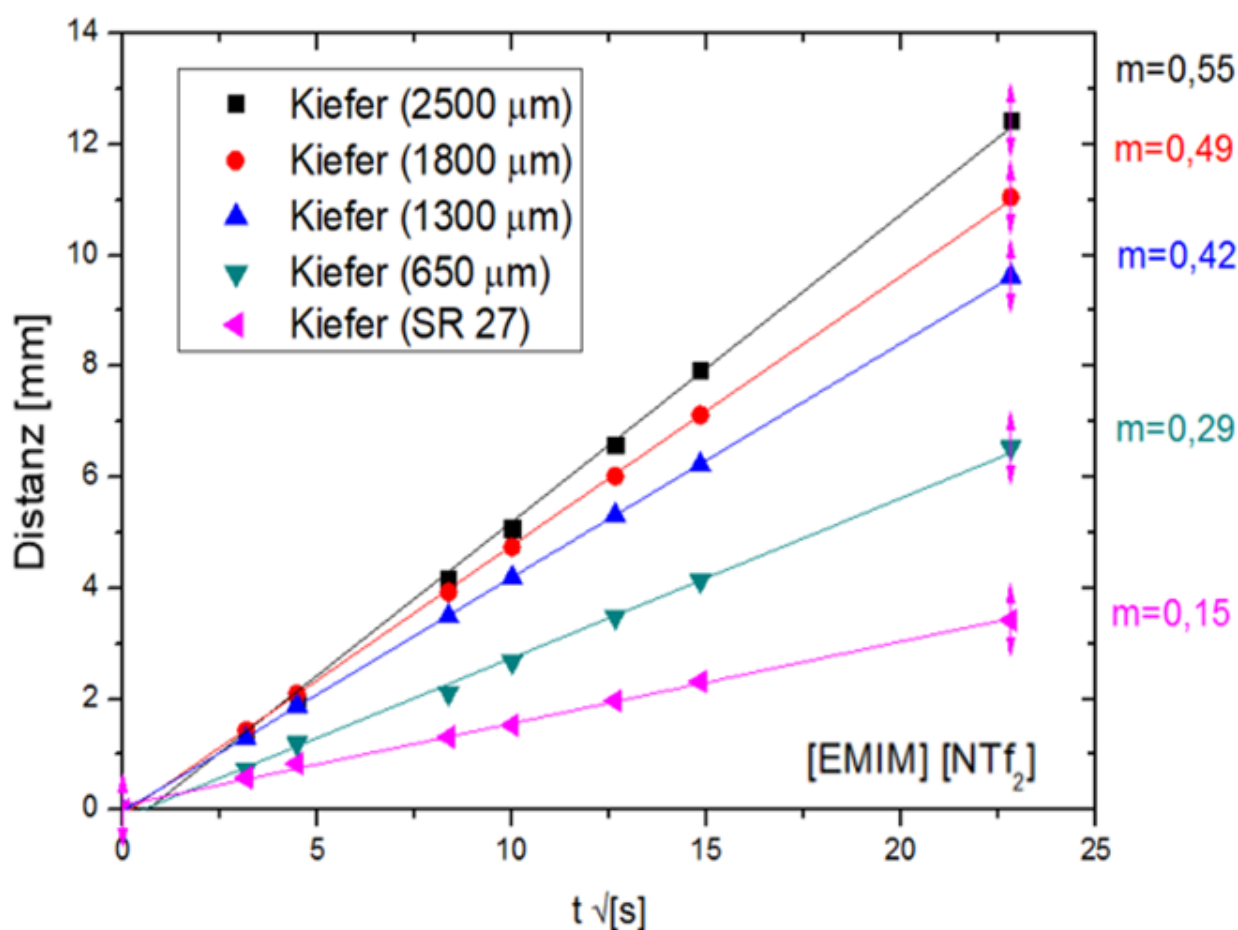 14
12
10
8
6
4
2
0
Distanz [mm]
Kiefer (2500 μm)
Kiefer (1800 μm)
Kiefer (1300 μm)
Kiefer (650 μm)
Kiefer (SR 27)
m=0,55
m=0,49
m=0,42
m=0,29
m=0,15
[EMIM] [NTf₂]
0 5 10 15 20 25
t √[s]